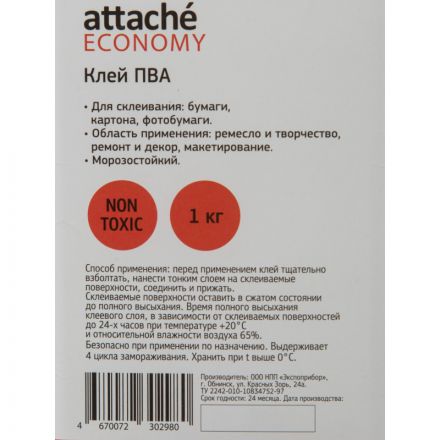 attaché
ECONOMY
Клей ПВА
• Для склеивания: бумаги,
картона, фотобумаги.
• Область применения: ремесло и творчество,
ремонт и декор, макетирование.
• Морозостойкий.
NON
TOXIC
1 кг
Способ применения: перед применением клей тщательно
взболтать, нанести тонким слоем на склеиваемые
поверхности, соединить и прижать.
Склеиваемые поверхности оставить в сжатом состоянии
до полного высыхания. Время полного высыхания
клеевого слоя, в зависимости от склеиваемых поверхностей
до 24-х часов при температуре +20°C
и относительной влажности воздуха 65%.
Безопасно при применении по назначению. Выдерживает
4 цикла замораживания. Хранить при t выше 0°C.
Производитель: ООО НПП «Экспоприбор»,
г. Обнинск, ул. Красных Зорь, 24а.
ТУ 2242-010-10834752-97
Срок годности: 24 месяца. Дата производства:
4 670072 302980